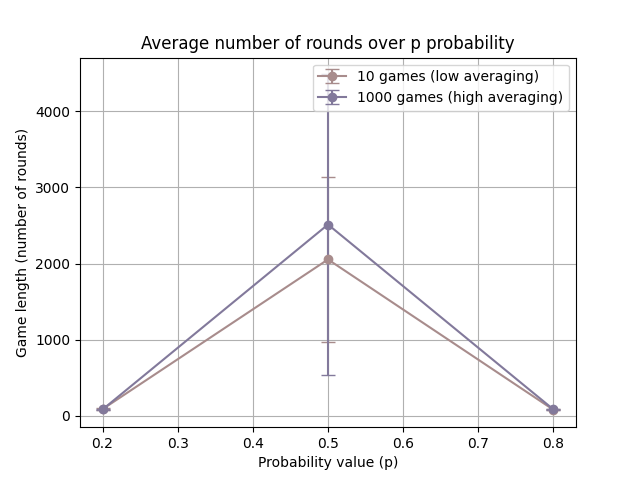 Average number of rounds over p probability
10 games (low averaging)
1000 games (high averaging)
Game length (number of rounds)
4000
3000
2000
1000
0
0.2 0.3 0.4 0.5 0.6 0.7 0.8
Probability value (p)